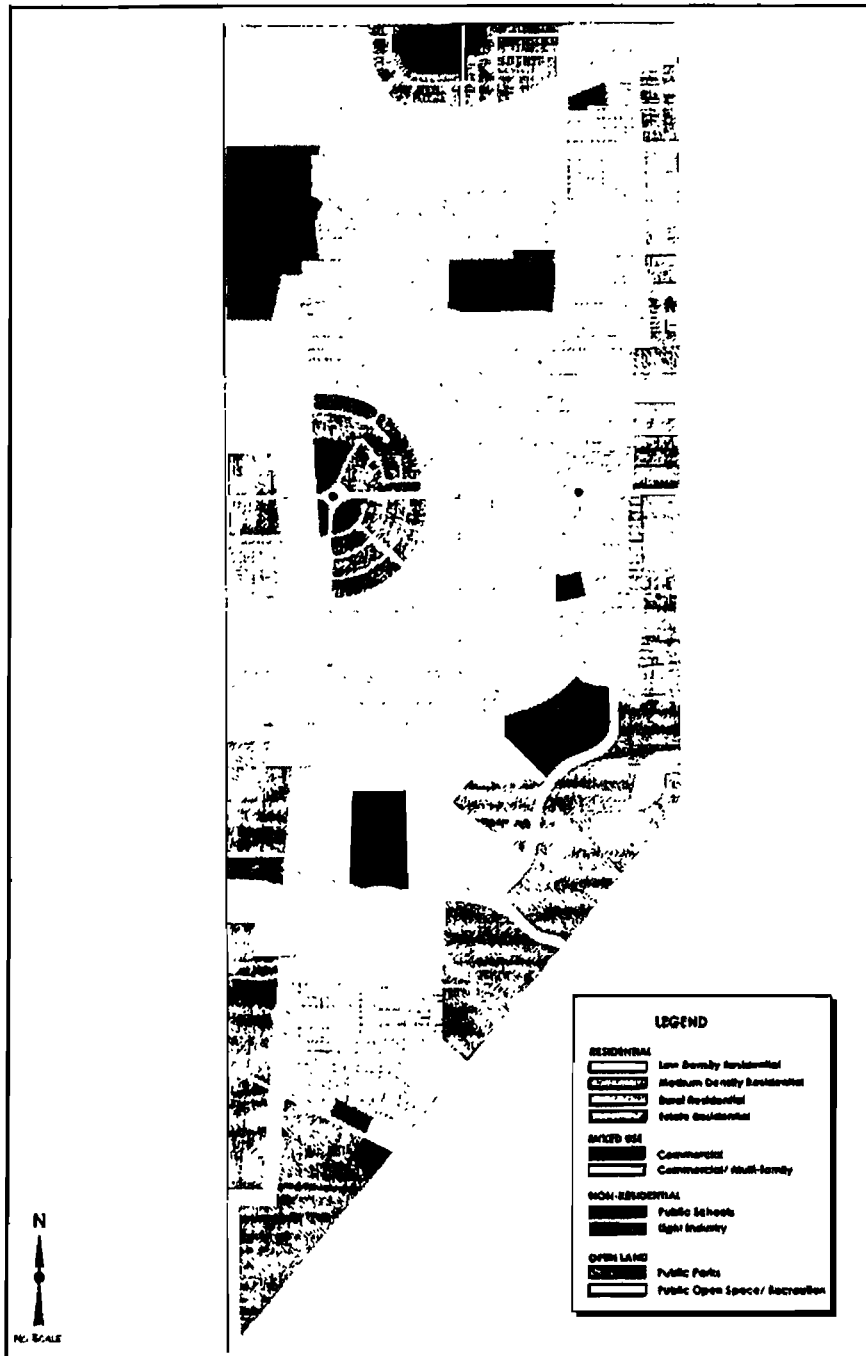 LEGEND
RESIDENTIAL
Low Density Residential
Medium Density Residential
Rural Residential
Estate Residential
MIXED USE
Commercial
Commercial/ Multi-family
NON-RESIDENTIAL
Public Schools
Light Industry
OPEN LAND
Public Parks
Public Open Space/ Recreation
N
NO SCALE